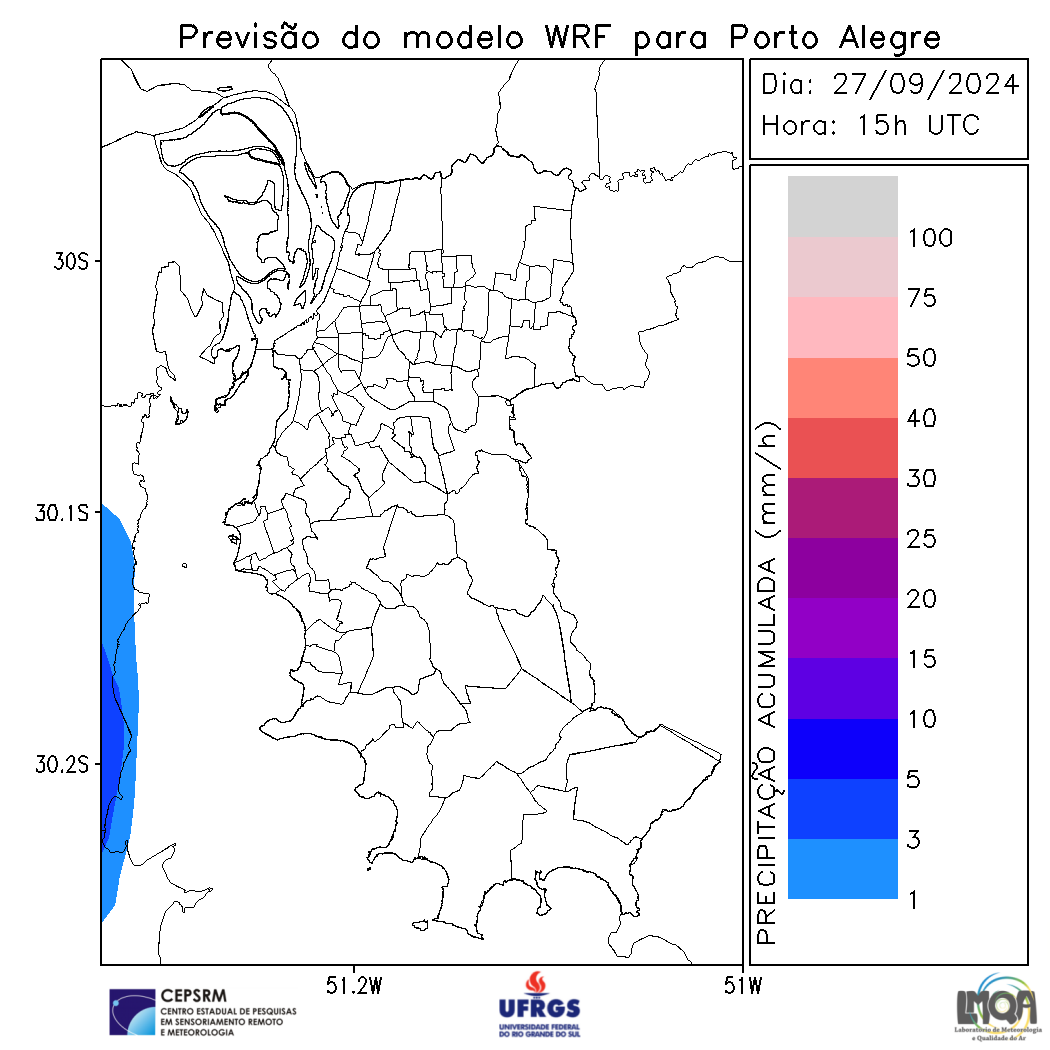 Previsão do modelo WRF para Porto Alegre
Dia: 27/09/2024
Hora: 15h UTC
30S
30.1S
30.2S
51.2W
51W
PRECIPITAÇÃO ACUMULADA (mm/h)
100
75
50
40
30
25
20
15
10
5
3
1
CEPSRM
CENTRO ESTADUAL DE PESQUISAS
EM SENSORIAMENTO REMOTO
E METEOROLOGIA
UFRGS
UNIVERSIDADE FEDERAL
DO RIO GRANDE DO SUL
LMQA
Laboratório de Meteorologia
e Qualidade do Ar